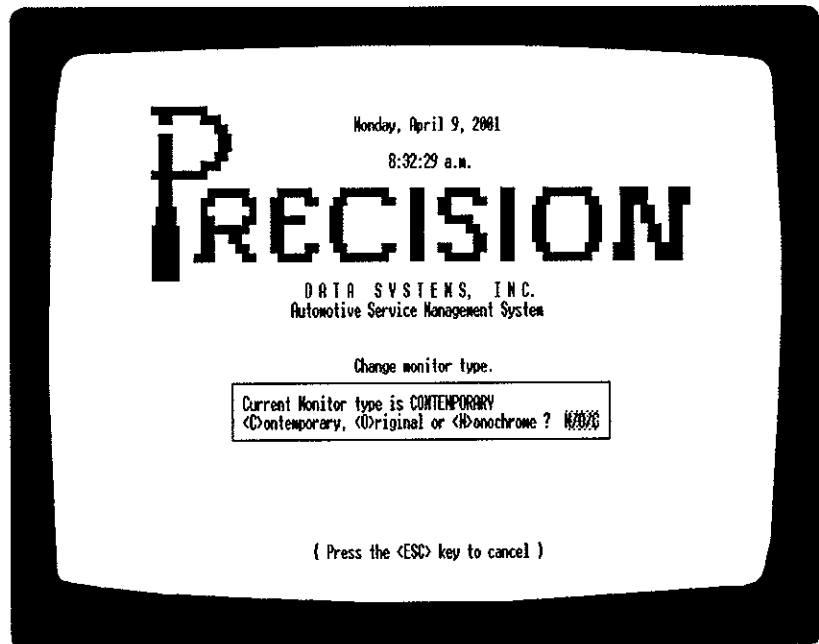 Monday, April 9, 2001
8:32:29 a.m.
PRECISION
DATA SYSTEMS, INC.
Automotive Service Management System
Change monitor type.
Current Monitor type is CONTEMPORARY
<C>ontemporary, <O>riginal or <M>onochrome ? M/O/C
( Press the <ESC> key to cancel )